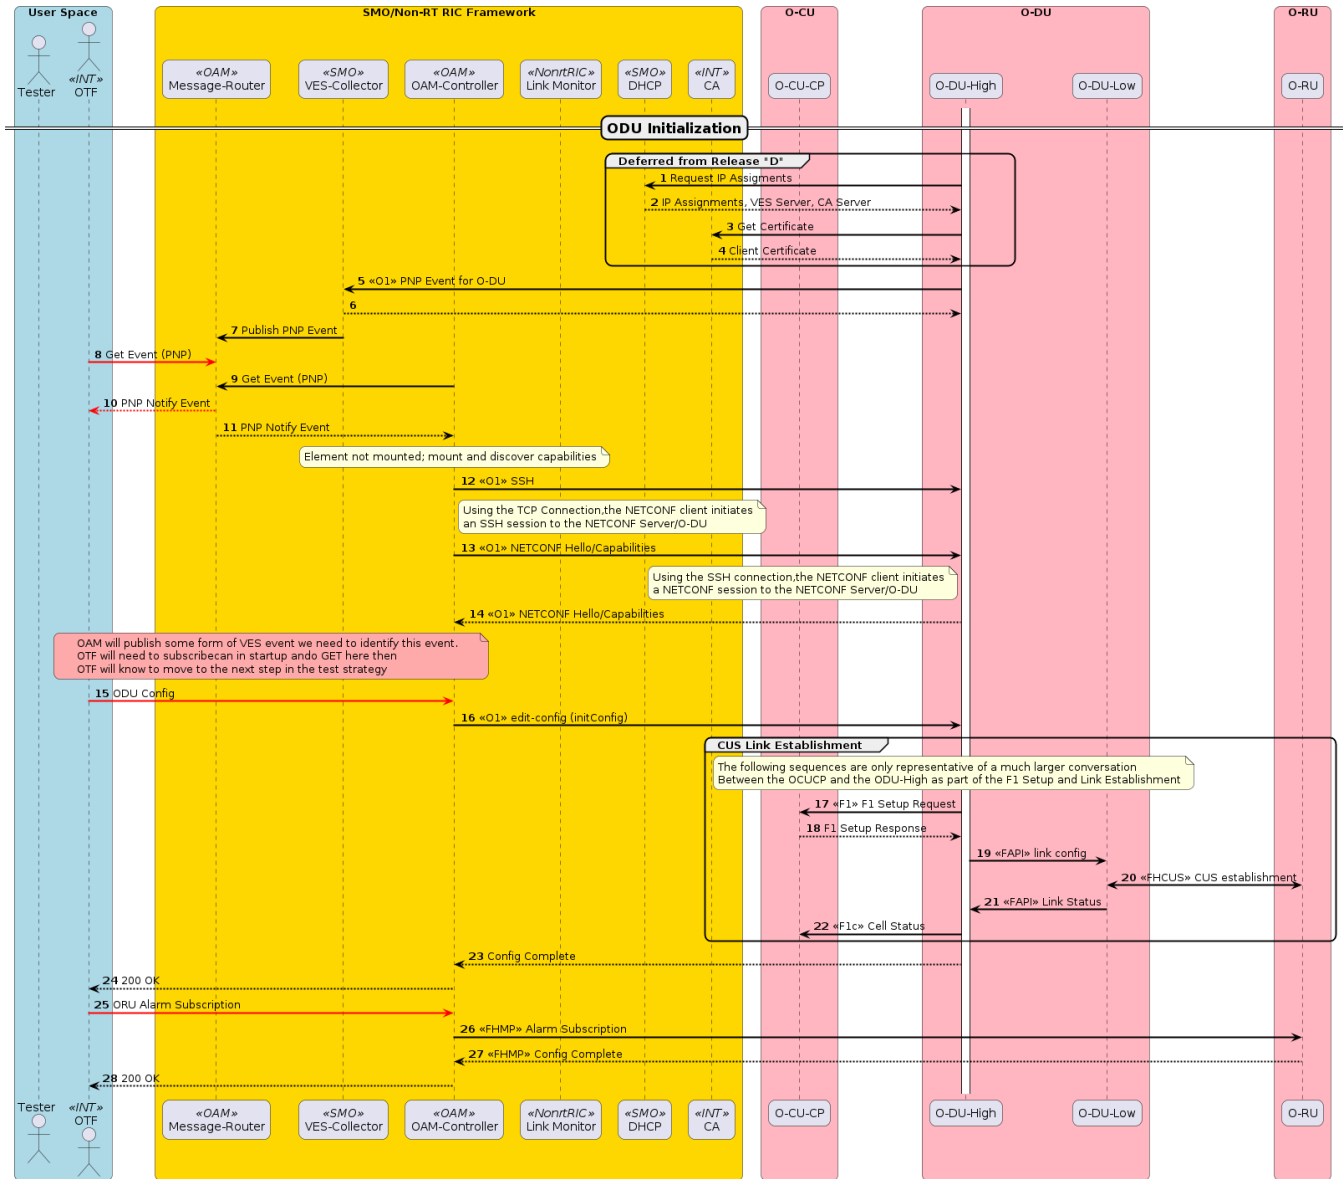 User Space
SMO/Non-RT RIC Framework
O-CU
O-DU
O-RU
Tester
«INT»
OTF
«OAM»
Message-Router
«SMO»
VES-Collector
«OAM»
OAM-Controller
«NonrtRIC»
Link Monitor
«SMO»
DHCP
«INT»
CA
O-CU-CP
O-DU-High
O-DU-Low
O-RU
ODU Initialization
Deferred from Release "D"
1 Request IP Assigments
2 IP Assignments, VES Server, CA Server
3 Get Certificate
4 Client Certificate
5 «O1» PNP Event for O-DU
6
7 Publish PNP Event
8 Get Event (PNP)
9 Get Event (PNP)
10 PNP Notify Event
11 PNP Notify Event
Element not mounted; mount and discover capabilities
12 «O1» SSH
Using the TCP Connection,the NETCONF client initiates
an SSH session to the NETCONF Server/O-DU
13 «O1» NETCONF Hello/Capabilities
Using the SSH connection,the NETCONF client initiates
a NETCONF session to the NETCONF Server/O-DU
14 «O1» NETCONF Hello/Capabilities
OAM will publish some form of VES event we need to identify this event.
OTF will need to subscribecan in startup ando GET here then
OTF will know to move to the next step in the test strategy
15 ODU Config
16 «O1» edit-config (initConfig)
CUS Link Establishment
The following sequences are only representative of a much larger conversation
Between the OCUCP and the ODU-High as part of the F1 Setup and Link Establishment
17 «F1» F1 Setup Request
18 F1 Setup Response
19 «FAPI» link config
20 «FHCUS» CUS establishment
21 «FAPI» Link Status
22 «F1c» Cell Status
23 Config Complete
24 200 OK
25 ORU Alarm Subscription
26 «FHMP» Alarm Subscription
27 «FHMP» Config Complete
28 200 OK
Tester
«INT»
OTF
«OAM»
Message-Router
«SMO»
VES-Collector
«OAM»
OAM-Controller
«NonrtRIC»
Link Monitor
«SMO»
DHCP
«INT»
CA
O-CU-CP
O-DU-High
O-DU-Low
O-RU